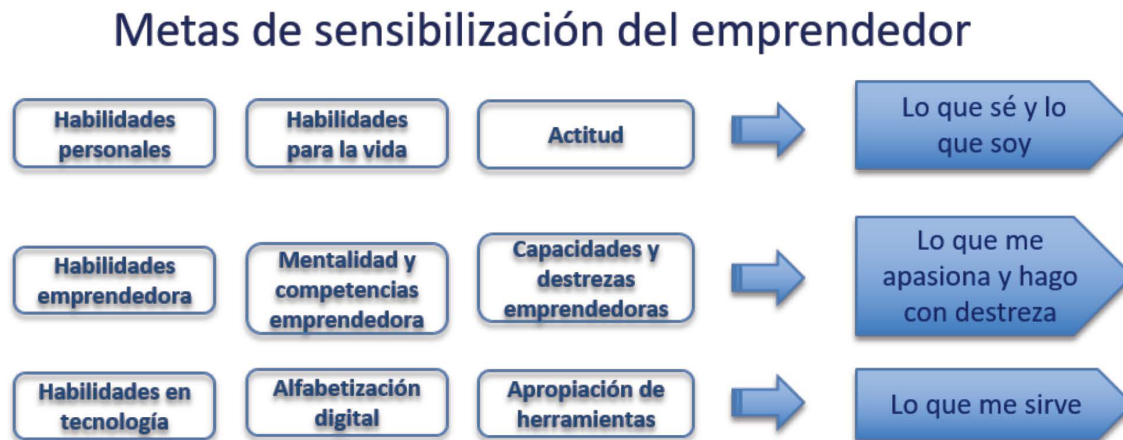 Metas de sensibilización del emprendedor
Habilidades
personales
Habilidades
para la vida
Actitud
Lo que sé y lo
que soy
Habilidades
emprendedora
Mentalidad y
competencias
emprendedora
Capacidades y
destrezas
emprendedoras
Lo que me
apasiona y hago
con destreza
Habilidades en
tecnología
Alfabetización
digital
Apropiación de
herramientas
Lo que me sirve